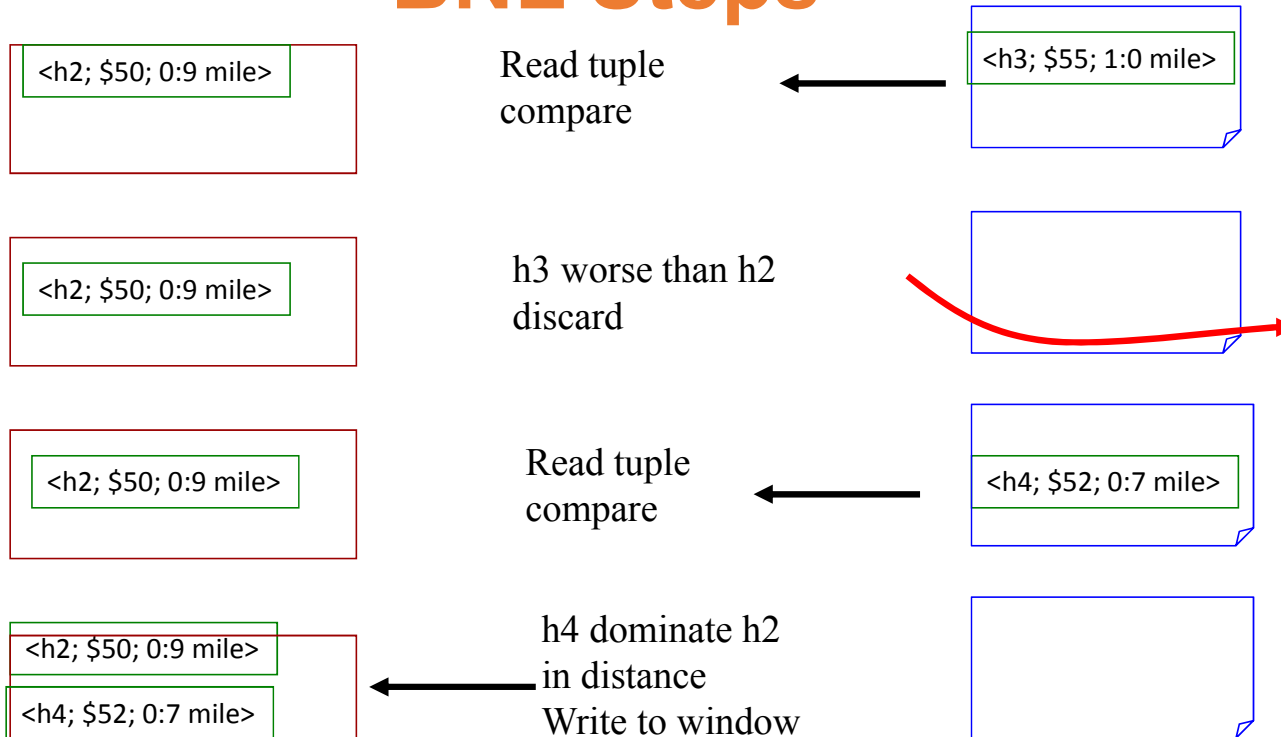 BNL Steps
<h2; $50; 0:9 mile>
Read tuple
compare
<h3; $55; 1:0 mile>
<h2; $50; 0:9 mile>
h3 worse than h2
discard
<h2; $50; 0:9 mile>
Read tuple
compare
<h4; $52; 0:7 mile>
<h2; $50; 0:9 mile>
<h4; $52; 0:7 mile>
h4 dominate h2
in distance
Write to window